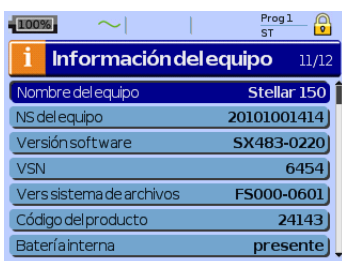 100%
Prog 1
ST
i Información del equipo 11/12
Nombre del equipo Stellar 150
NS del equipo 20101001414
Versión software SX483-0220
VSN 6454
Vers sistema de archivos FS000-0601
Código del producto 24143
Batería interna presente